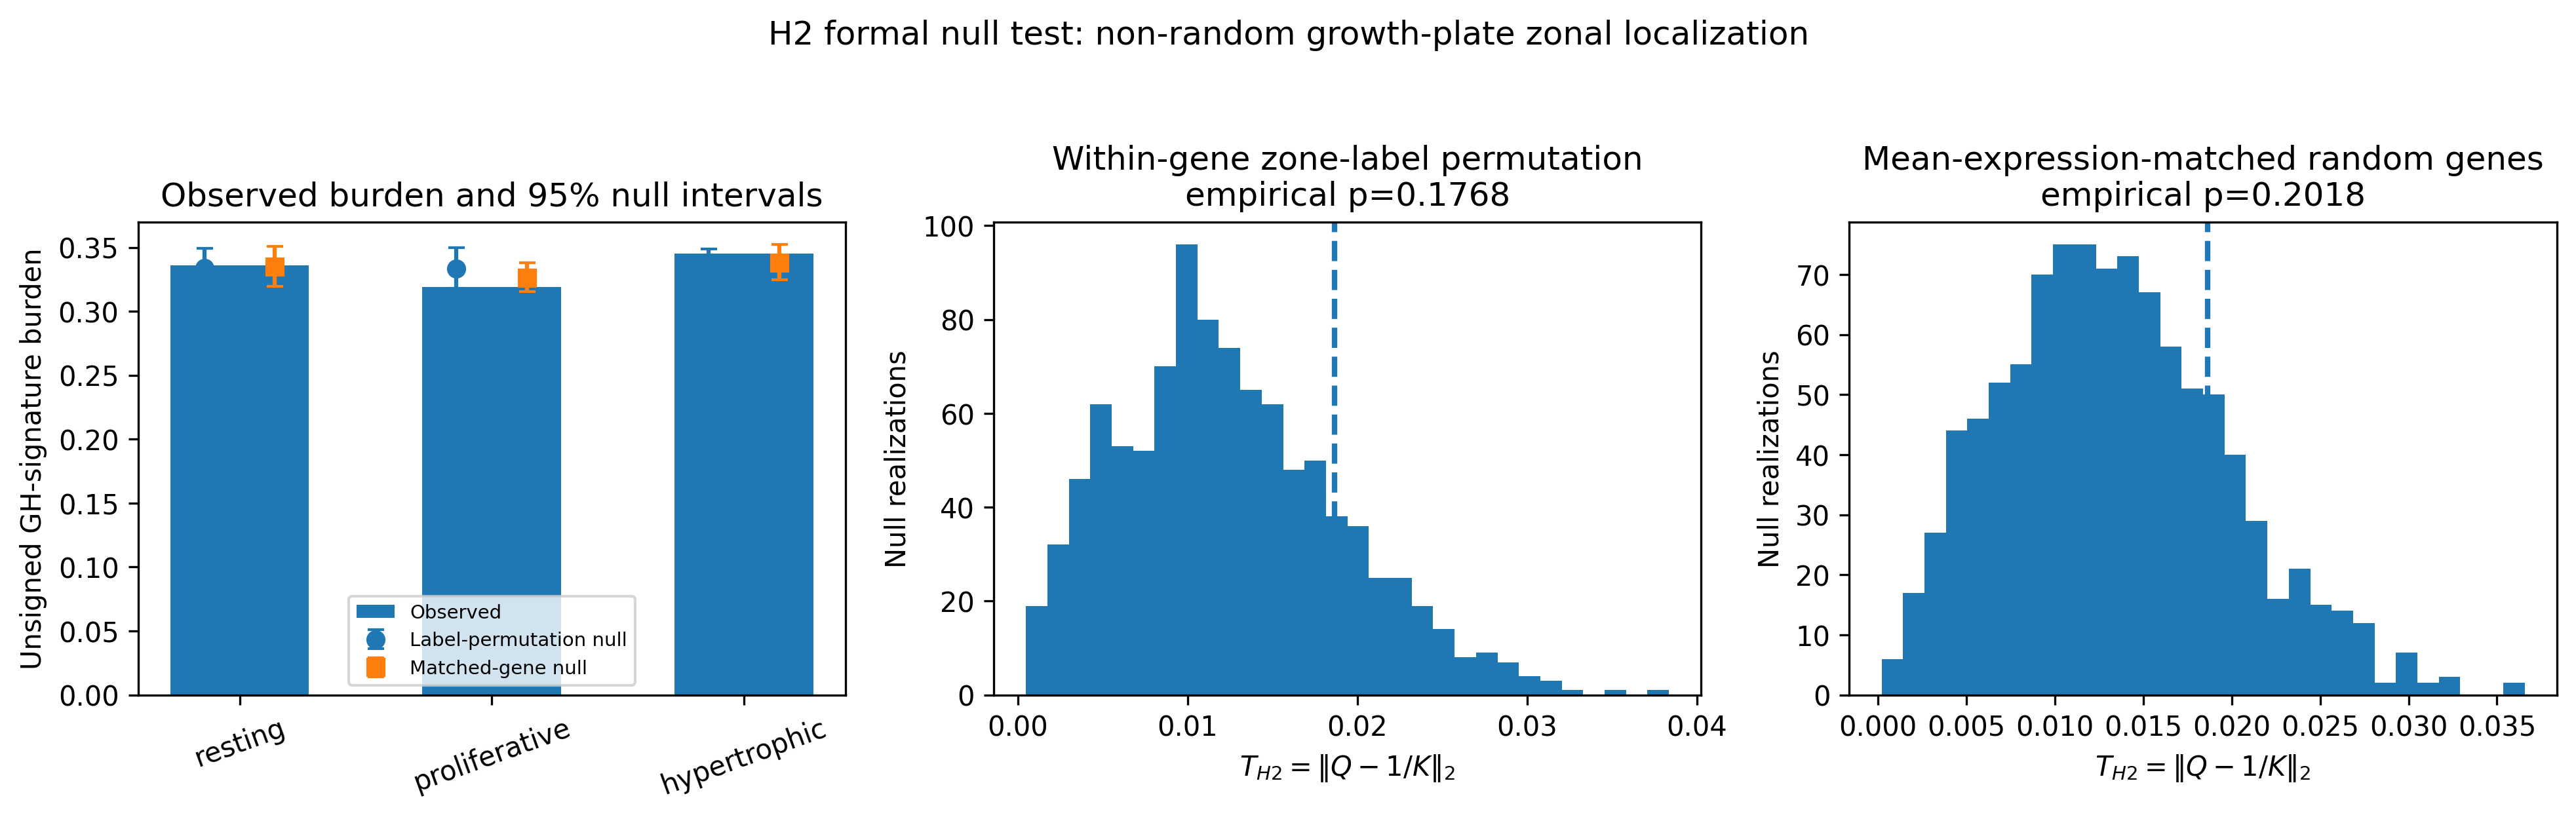 H2 formal null test: non-random growth-plate zonal localization
Observed burden and 95% null intervals
Unsigned GH-signature burden
0.35
0.30
0.25
0.20
0.15
0.10
0.05
0.00
Observed
Label-permutation null
Matched-gene null
resting
proliferative
hypertrophic
Within-gene zone-label permutation
empirical p=0.1768
Null realizations
100
80
60
40
20
0
0.00 0.01 0.02 0.03 0.04
T_{H2} = ‖Q − 1/K‖₂
Mean-expression-matched random genes
empirical p=0.2018
Null realizations
70
60
50
40
30
20
10
0
0.000 0.005 0.010 0.015 0.020 0.025 0.030 0.035
T_{H2} = ‖Q − 1/K‖₂